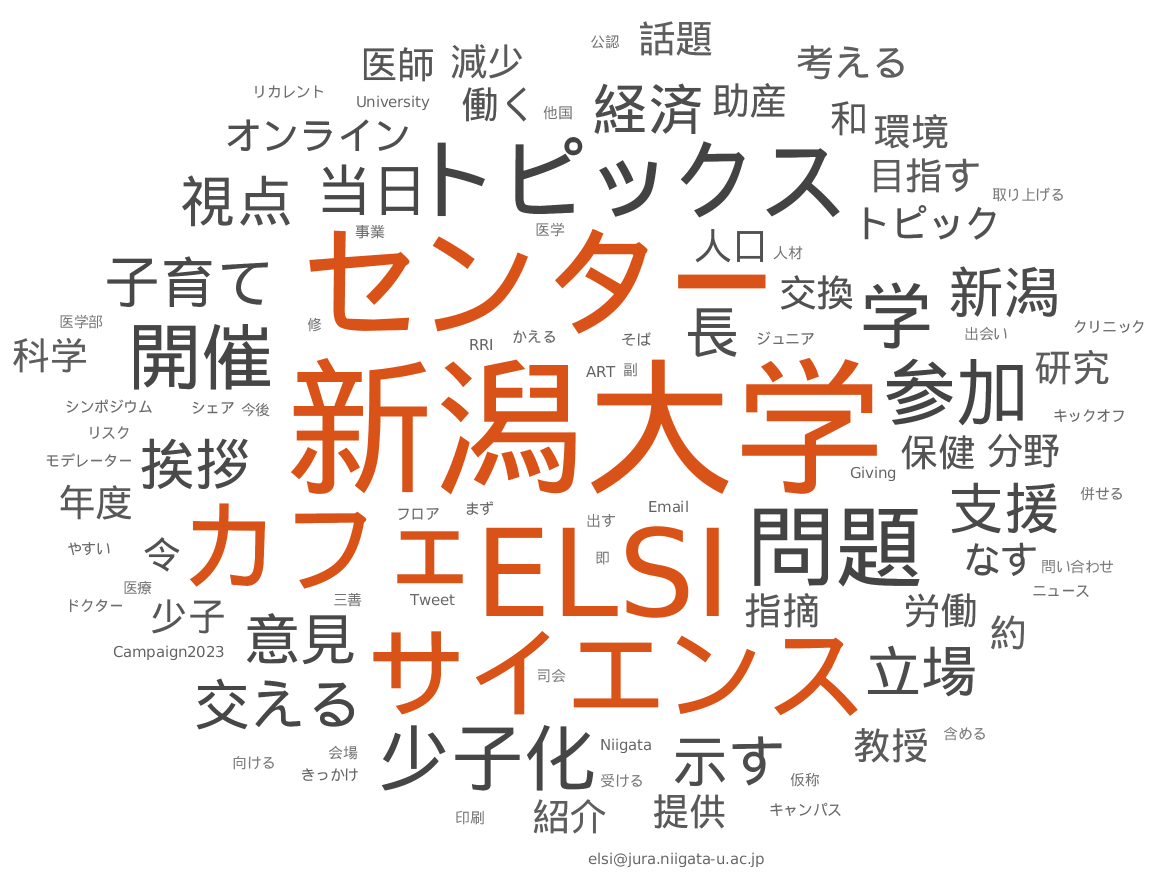 公認
話題
医師
減少
考える
リカレント
University
働く
他国
経済
助産
和
環境
オンライン
トピックス
視点
当日
目指す
取り上げる
トピック
事業
医学
センター
人口
人材
子育て
交換
学
新潟
医学部
修
長
科学
開催
RRI
かえる
そば
ジュニア
出会い
クリニック
新潟大学
ART
副
参加
研究
シンポジウム
シェア
今後
キックオフ
リスク
モデレーター
挨拶
保健
分野
Giving
年度
カフェ
フロア
まず
Email
支援
併せる
やすい
令
ELSI
出す
即
問題
なす
問い合わせ
医療
ドクター
少子
三善
Tweet
指摘
労働
ニュース
約
Campaign2023
意見
サイエンス
司会
立場
交える
少子化
Niigata
示す
教授
含める
向ける
会場
きっかけ
受ける
仮称
印刷
紹介
提供
キャンパス
elsi@jura.niigata-u.ac.jp